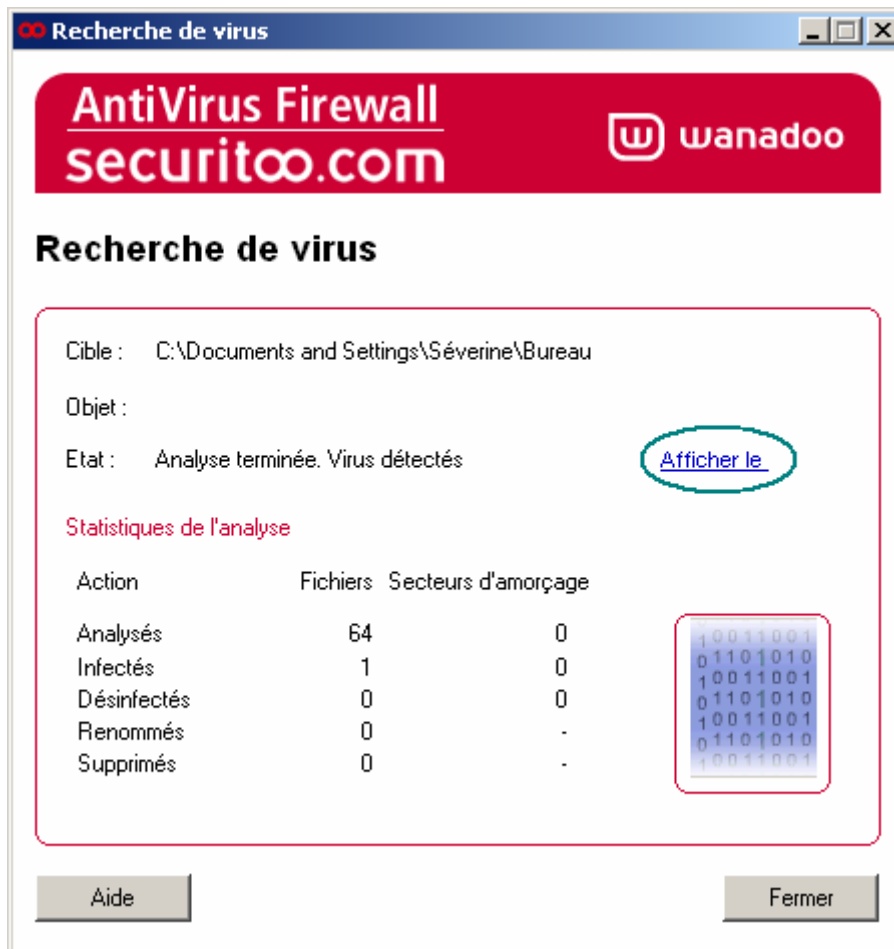 Recherche de virus
AntiVirus Firewall
securitoo.com
wanadoo
Recherche de virus
Cible : C:\Documents and Settings\Séverine\Bureau
Objet :
Etat : Analyse terminée. Virus détectés Afficher le
Statistiques de l'analyse
Action Fichiers Secteurs d'amorçage
Analysés 64 0
Infectés 1 0
Désinfectés 0 0
Renommés 0 -
Supprimés 0 -
10011001
01101010
10011001
01101010
10011001
01101010
10011001
Aide Fermer